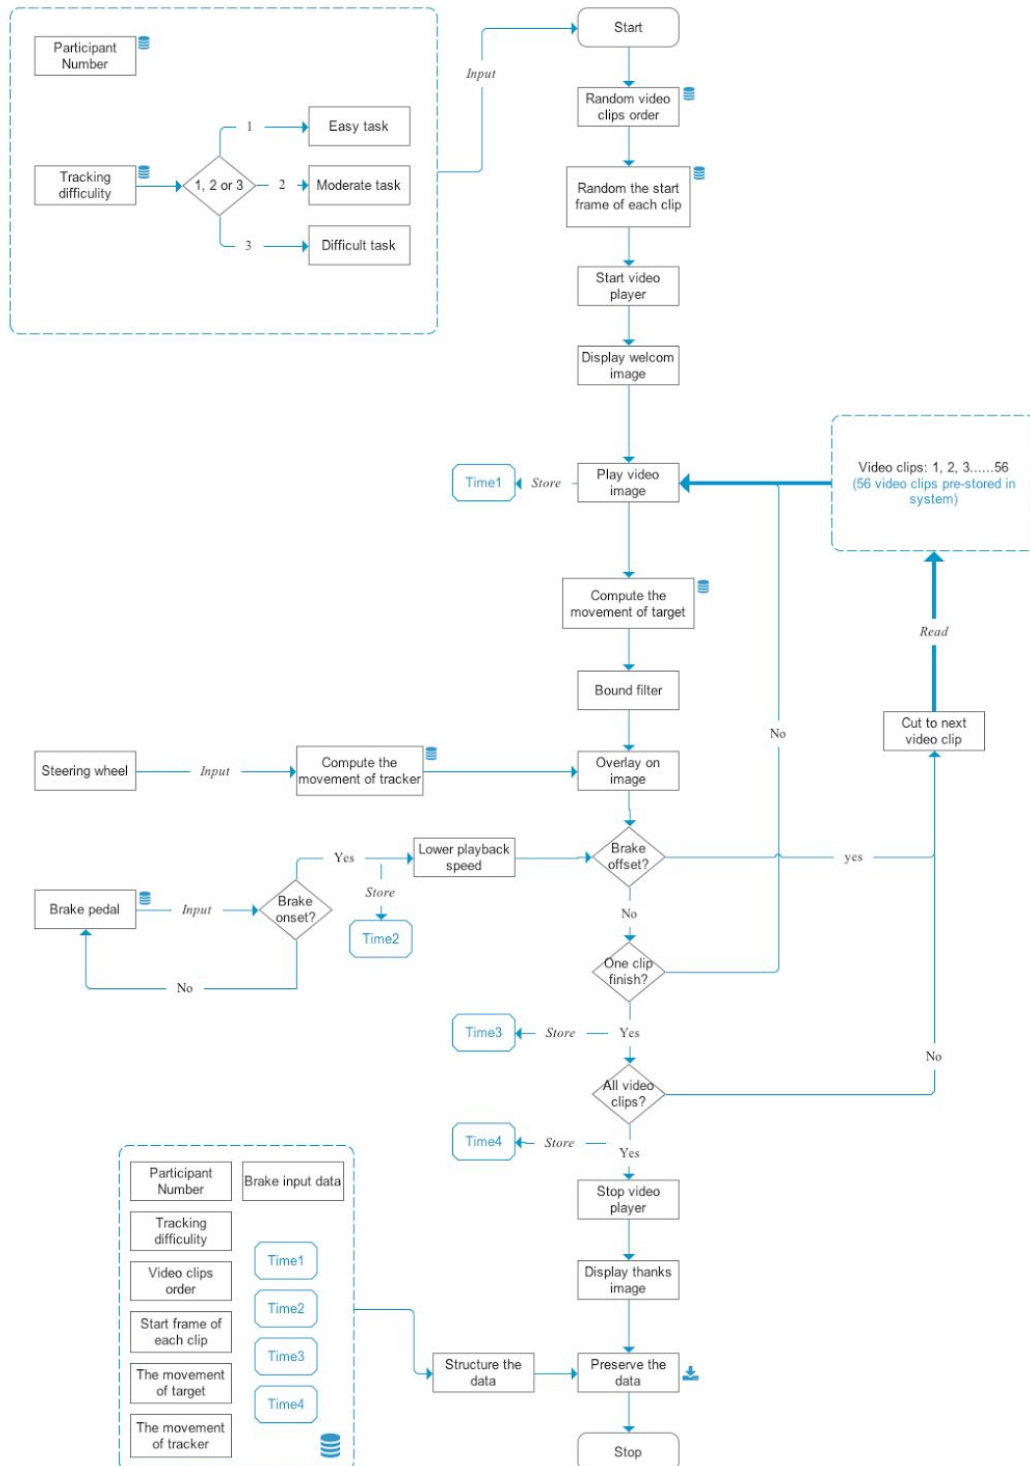 Participant
Number
Tracking
difficulity
1, 2 or 3
1
Easy task
2
Moderate task
3
Difficult task
Input
Start
Random video
clips order
Random the start
frame of each clip
Start video
player
Display welcom
image
Time1
Store
Play video
image
Video clips: 1, 2, 3......56
(56 video clips pre-stored in
system)
Compute the
movement of target
Read
Bound filter
Cut to next
video clip
No
Steering wheel
Input
Compute the
movement of tracker
Overlay on
image
Brake pedal
Input
Brake
onset?
Yes
Store
Time2
No
Lower playback
speed
Brake
offset?
yes
No
One clip
finish?
Time3
Store
Yes
No
All video
clips?
Time4
Store
Yes
Stop video
player
Display thanks
image
Participant
Number
Brake input data
Tracking
difficulity
Video clips
order
Start frame of
each clip
The movement
of target
The movement
of tracker
Time1
Time2
Time3
Time4
Structure the
data
Preserve the
data
Stop